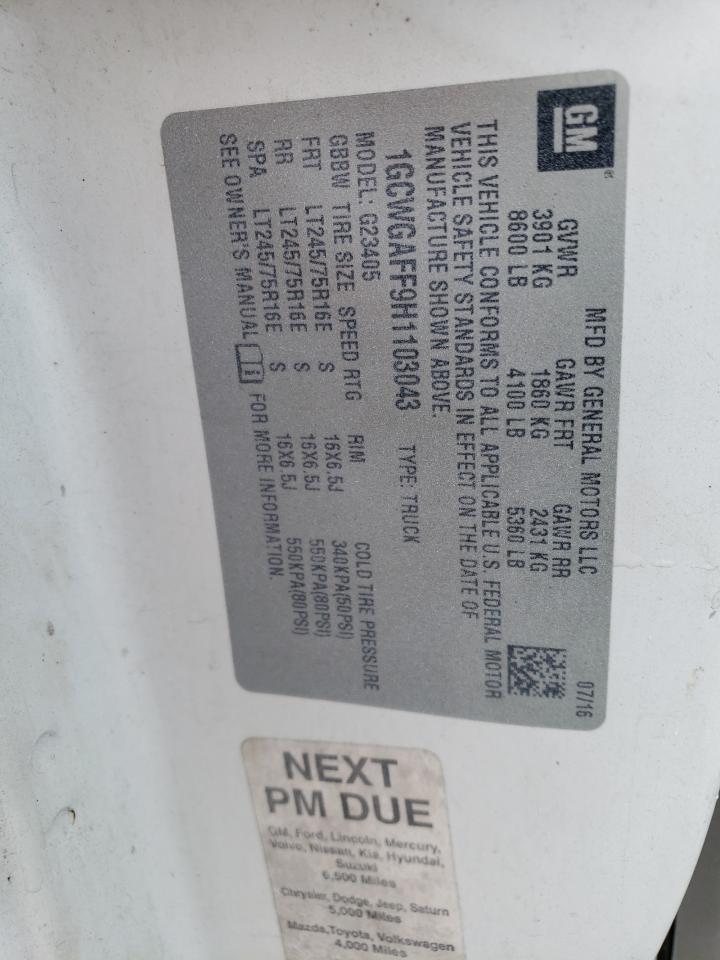 GM
MFD BY GENERAL MOTORS LLC
07/16
GVWR GAWR FRT GAWR RR
3901 KG 1860 KG 2431 KG
8600 LB 4100 LB 5360 LB
THIS VEHICLE CONFORMS TO ALL APPLICABLE U.S. FEDERAL MOTOR
VEHICLE SAFETY STANDARDS IN EFFECT ON THE DATE OF
MANUFACTURE SHOWN ABOVE.
1GCWGAFF9H1103043 TYPE: TRUCK
MODEL: G23405
GBBW TIRE SIZE SPEED RTG RIM COLD TIRE PRESSURE
FRT LT245/75R16E S 16X6.5J 340KPA(50PSI)
RR LT245/75R16E S 16X6.5J 550KPA(80PSI)
SPA LT245/75R16E S 16X6.5J 550KPA(80PSI)
SEE OWNER'S MANUAL FOR MORE INFORMATION.
NEXT
PM DUE
GM, Ford, Lincoln, Mercury,
Volvo, Nissan, Kia, Hyundai,
Suzuki
6,500 Miles
Chrysler, Dodge, Jeep, Saturn
5,000 Miles
Mazda, Toyota, Volkswagen
4,000 Miles